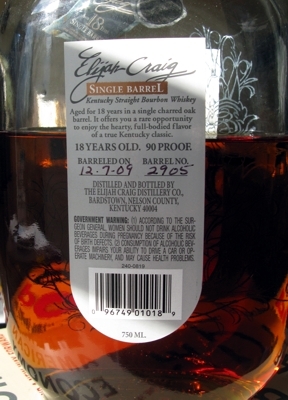 Elijah Craig
SINGLE BARREL
Kentucky Straight Bourbon Whiskey
Aged for 18 years in a single charred oak
barrel. It offers you a rare opportunity
to enjoy the hearty, full-bodied flavor
of a true Kentucky classic.
18 YEARS OLD. 90 PROOF.
BARRELED ON BARREL NO.
12-7-09 2905
DISTILLED AND BOTTLED BY
THE ELIJAH CRAIG DISTILLERY CO.,
BARDSTOWN, NELSON COUNTY,
KENTUCKY 40004
GOVERNMENT WARNING: (1) ACCORDING TO THE SUR-
GEON GENERAL, WOMEN SHOULD NOT DRINK ALCOHOLIC
BEVERAGES DURING PREGNANCY BECAUSE OF THE RISK
OF BIRTH DEFECTS. (2) CONSUMPTION OF ALCOHOLIC BEV-
ERAGES IMPAIRS YOUR ABILITY TO DRIVE A CAR OR OP-
ERATE MACHINERY, AND MAY CAUSE HEALTH PROBLEMS.
240-0819
0 96749 01018 9
750 ML